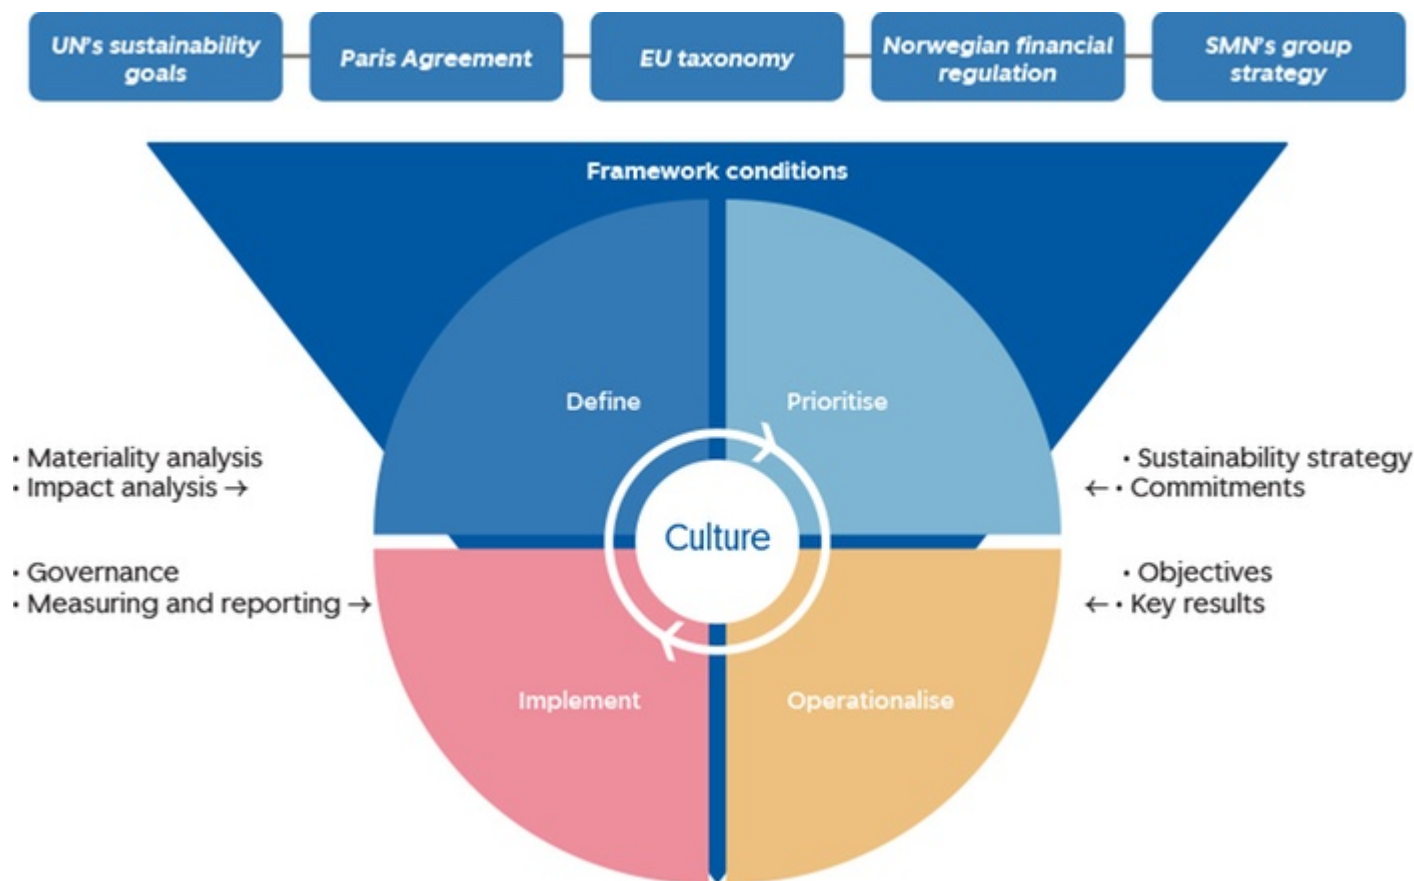 UN's sustainability
goals
Paris Agreement
EU taxonomy
Norwegian financial
regulation
SMN's group
strategy
Framework conditions
Define
Prioritise
• Materiality analysis
• Impact analysis →
• Sustainability strategy
← • Commitments
Culture
• Governance
• Measuring and reporting →
• Objectives
← • Key results
Implement
Operationalise